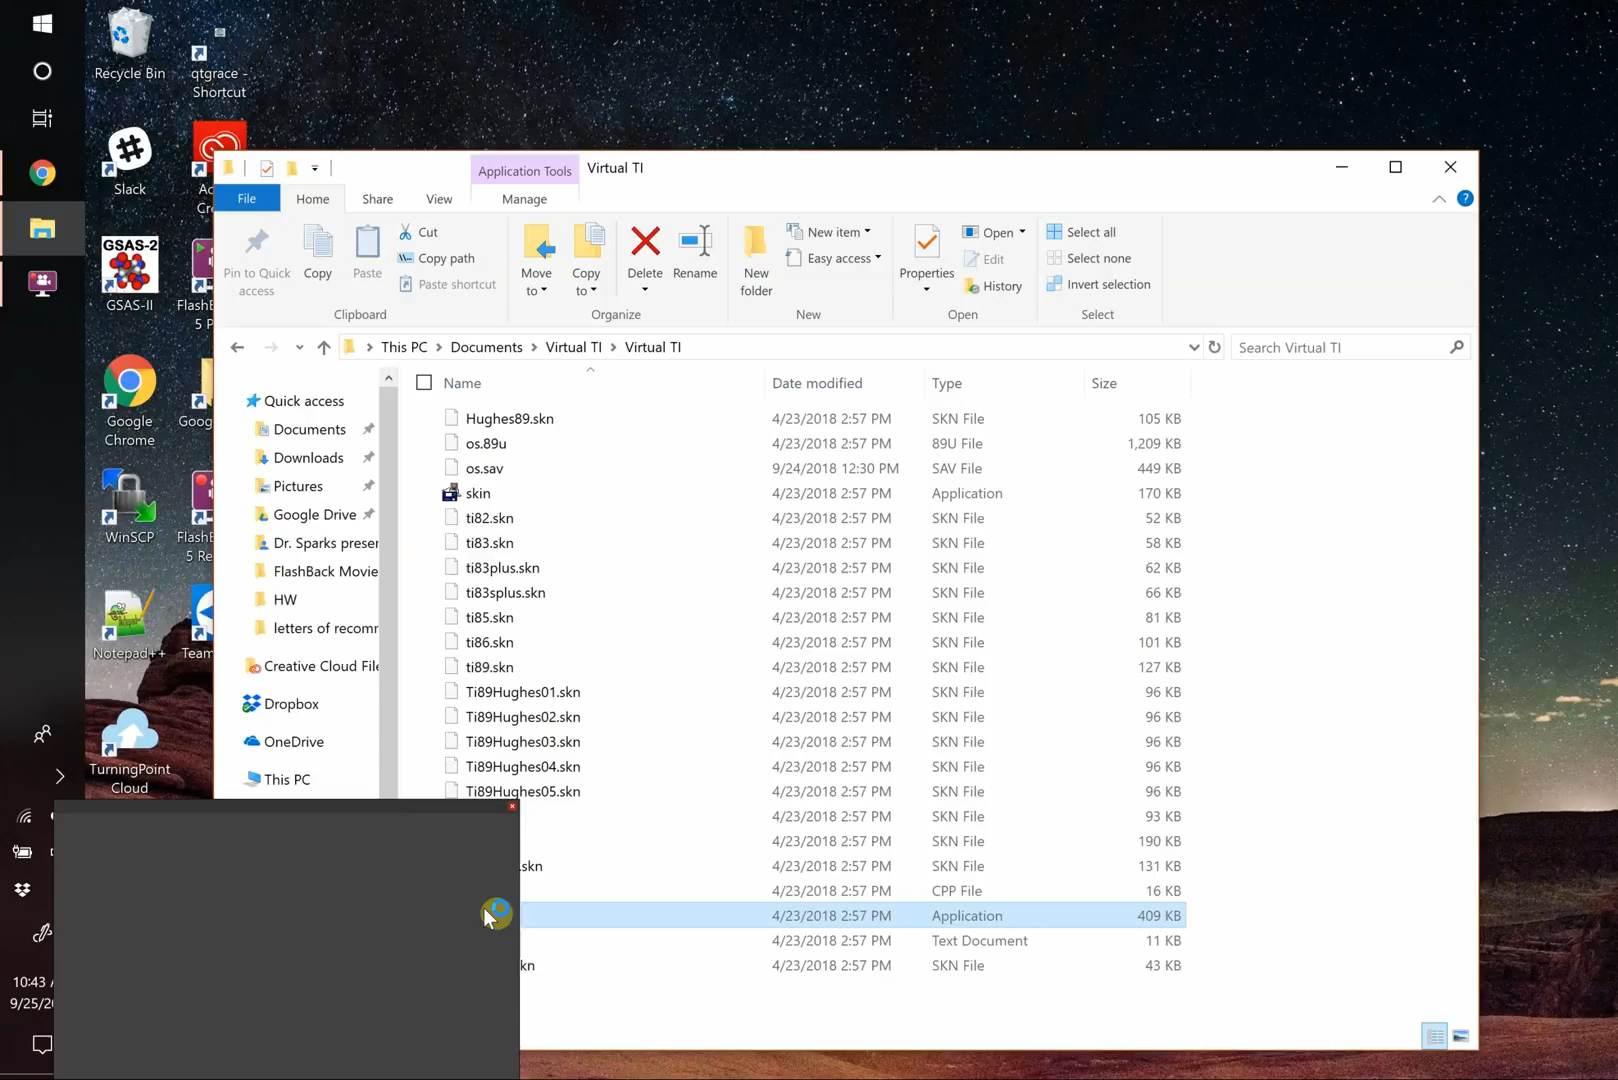 Recycle Bin
qtgrace -
Shortcut
Slack
GSAS-2
GSAS-II
FlashB
5 P
Google
Chrome
Goog
WinSCP
FlashB
5 Re
Notepad++
Team
TurningPoint
Cloud
10:43
9/25/20
Application Tools
Virtual TI
File
Home
Share
View
Manage
Pin to Quick
access
Copy
Paste
Cut
Copy path
Paste shortcut
Clipboard
Move
to
Copy
to
Delete
Rename
Organize
New
folder
New item
Easy access
New
Properties
Open
Edit
History
Open
Select all
Select none
Invert selection
Select
This PC
Documents
Virtual TI
Virtual TI
Search Virtual TI
Quick access
Documents
Downloads
Pictures
Google Drive
Dr. Sparks preser
FlashBack Movie
HW
letters of recomr
Creative Cloud File
Dropbox
OneDrive
This PC
Name Date modified Type Size
Hughes89.skn 4/23/2018 2:57 PM SKN File 105 KB
os.89u 4/23/2018 2:57 PM 89U File 1,209 KB
os.sav 9/24/2018 12:30 PM SAV File 449 KB
skin 4/23/2018 2:57 PM Application 170 KB
ti82.skn 4/23/2018 2:57 PM SKN File 52 KB
ti83.skn 4/23/2018 2:57 PM SKN File 58 KB
ti83plus.skn 4/23/2018 2:57 PM SKN File 62 KB
ti83splus.skn 4/23/2018 2:57 PM SKN File 66 KB
ti85.skn 4/23/2018 2:57 PM SKN File 81 KB
ti86.skn 4/23/2018 2:57 PM SKN File 101 KB
ti89.skn 4/23/2018 2:57 PM SKN File 127 KB
Ti89Hughes01.skn 4/23/2018 2:57 PM SKN File 96 KB
Ti89Hughes02.skn 4/23/2018 2:57 PM SKN File 96 KB
Ti89Hughes03.skn 4/23/2018 2:57 PM SKN File 96 KB
Ti89Hughes04.skn 4/23/2018 2:57 PM SKN File 96 KB
Ti89Hughes05.skn 4/23/2018 2:57 PM SKN File 96 KB
4/23/2018 2:57 PM SKN File 93 KB
4/23/2018 2:57 PM SKN File 190 KB
.skn 4/23/2018 2:57 PM SKN File 131 KB
4/23/2018 2:57 PM CPP File 16 KB
4/23/2018 2:57 PM Application 409 KB
4/23/2018 2:57 PM Text Document 11 KB
kn 4/23/2018 2:57 PM SKN File 43 KB